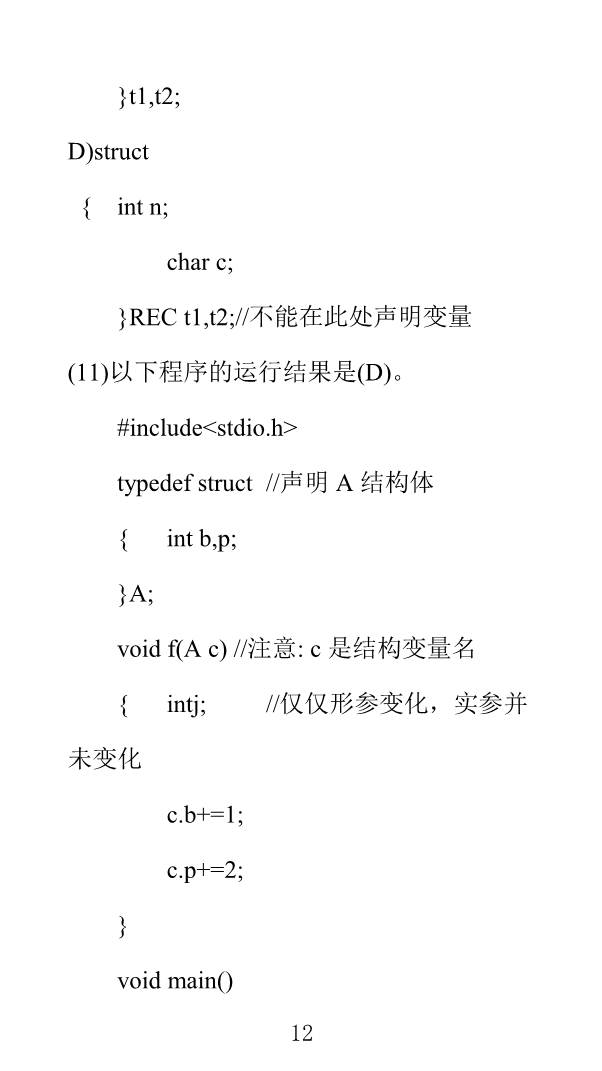 }t1,t2;
D)struct
{ int n;
char c;
}REC t1,t2;//不能在此处声明变量
(11)以下程序的运行结果是(D)。
#include<stdio.h>
typedef struct //声明 A 结构体
{ int b,p;
}A;
void f(A c) //注意: c 是结构变量名
{ intj; //仅仅形参变化，实参并
未变化
c.b+=1;
c.p+=2;
}
void main()
12